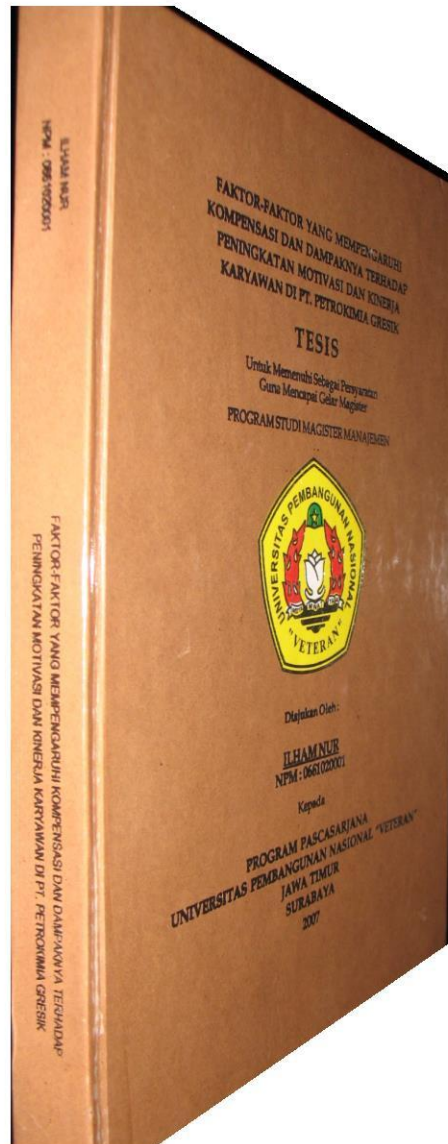 ILHAM NUR
NPM : 0661020001
FAKTOR-FAKTOR YANG MEMPENGARUHI KOMPENSASI DAN DAMPAKNYA TERHADAP
PENINGKATAN MOTIVASI DAN KINERJA KARYAWAN DI PT. PETROKIMIA GRESIK
FAKTOR-FAKTOR YANG MEMPENGARUHI
KOMPENSASI DAN DAMPAKNYA TERHADAP
PENINGKATAN MOTIVASI DAN KINERJA
KARYAWAN DI PT. PETROKIMIA GRESIK
TESIS
Untuk Memenuhi Sebagai Persyaratan
Guna Mencapai Gelar Magister
PROGRAM STUDI MAGISTER MANAJEMEN
UNIVERSITAS PEMBANGUNAN NASIONAL
"VETERAN"
Diajukan Oleh :
ILHAM NUR
NPM : 0661020001
Kepada
PROGRAM PASCASARJANA
UNIVERSITAS PEMBANGUNAN NASIONAL "VETERAN"
JAWA TIMUR
SURABAYA
2007